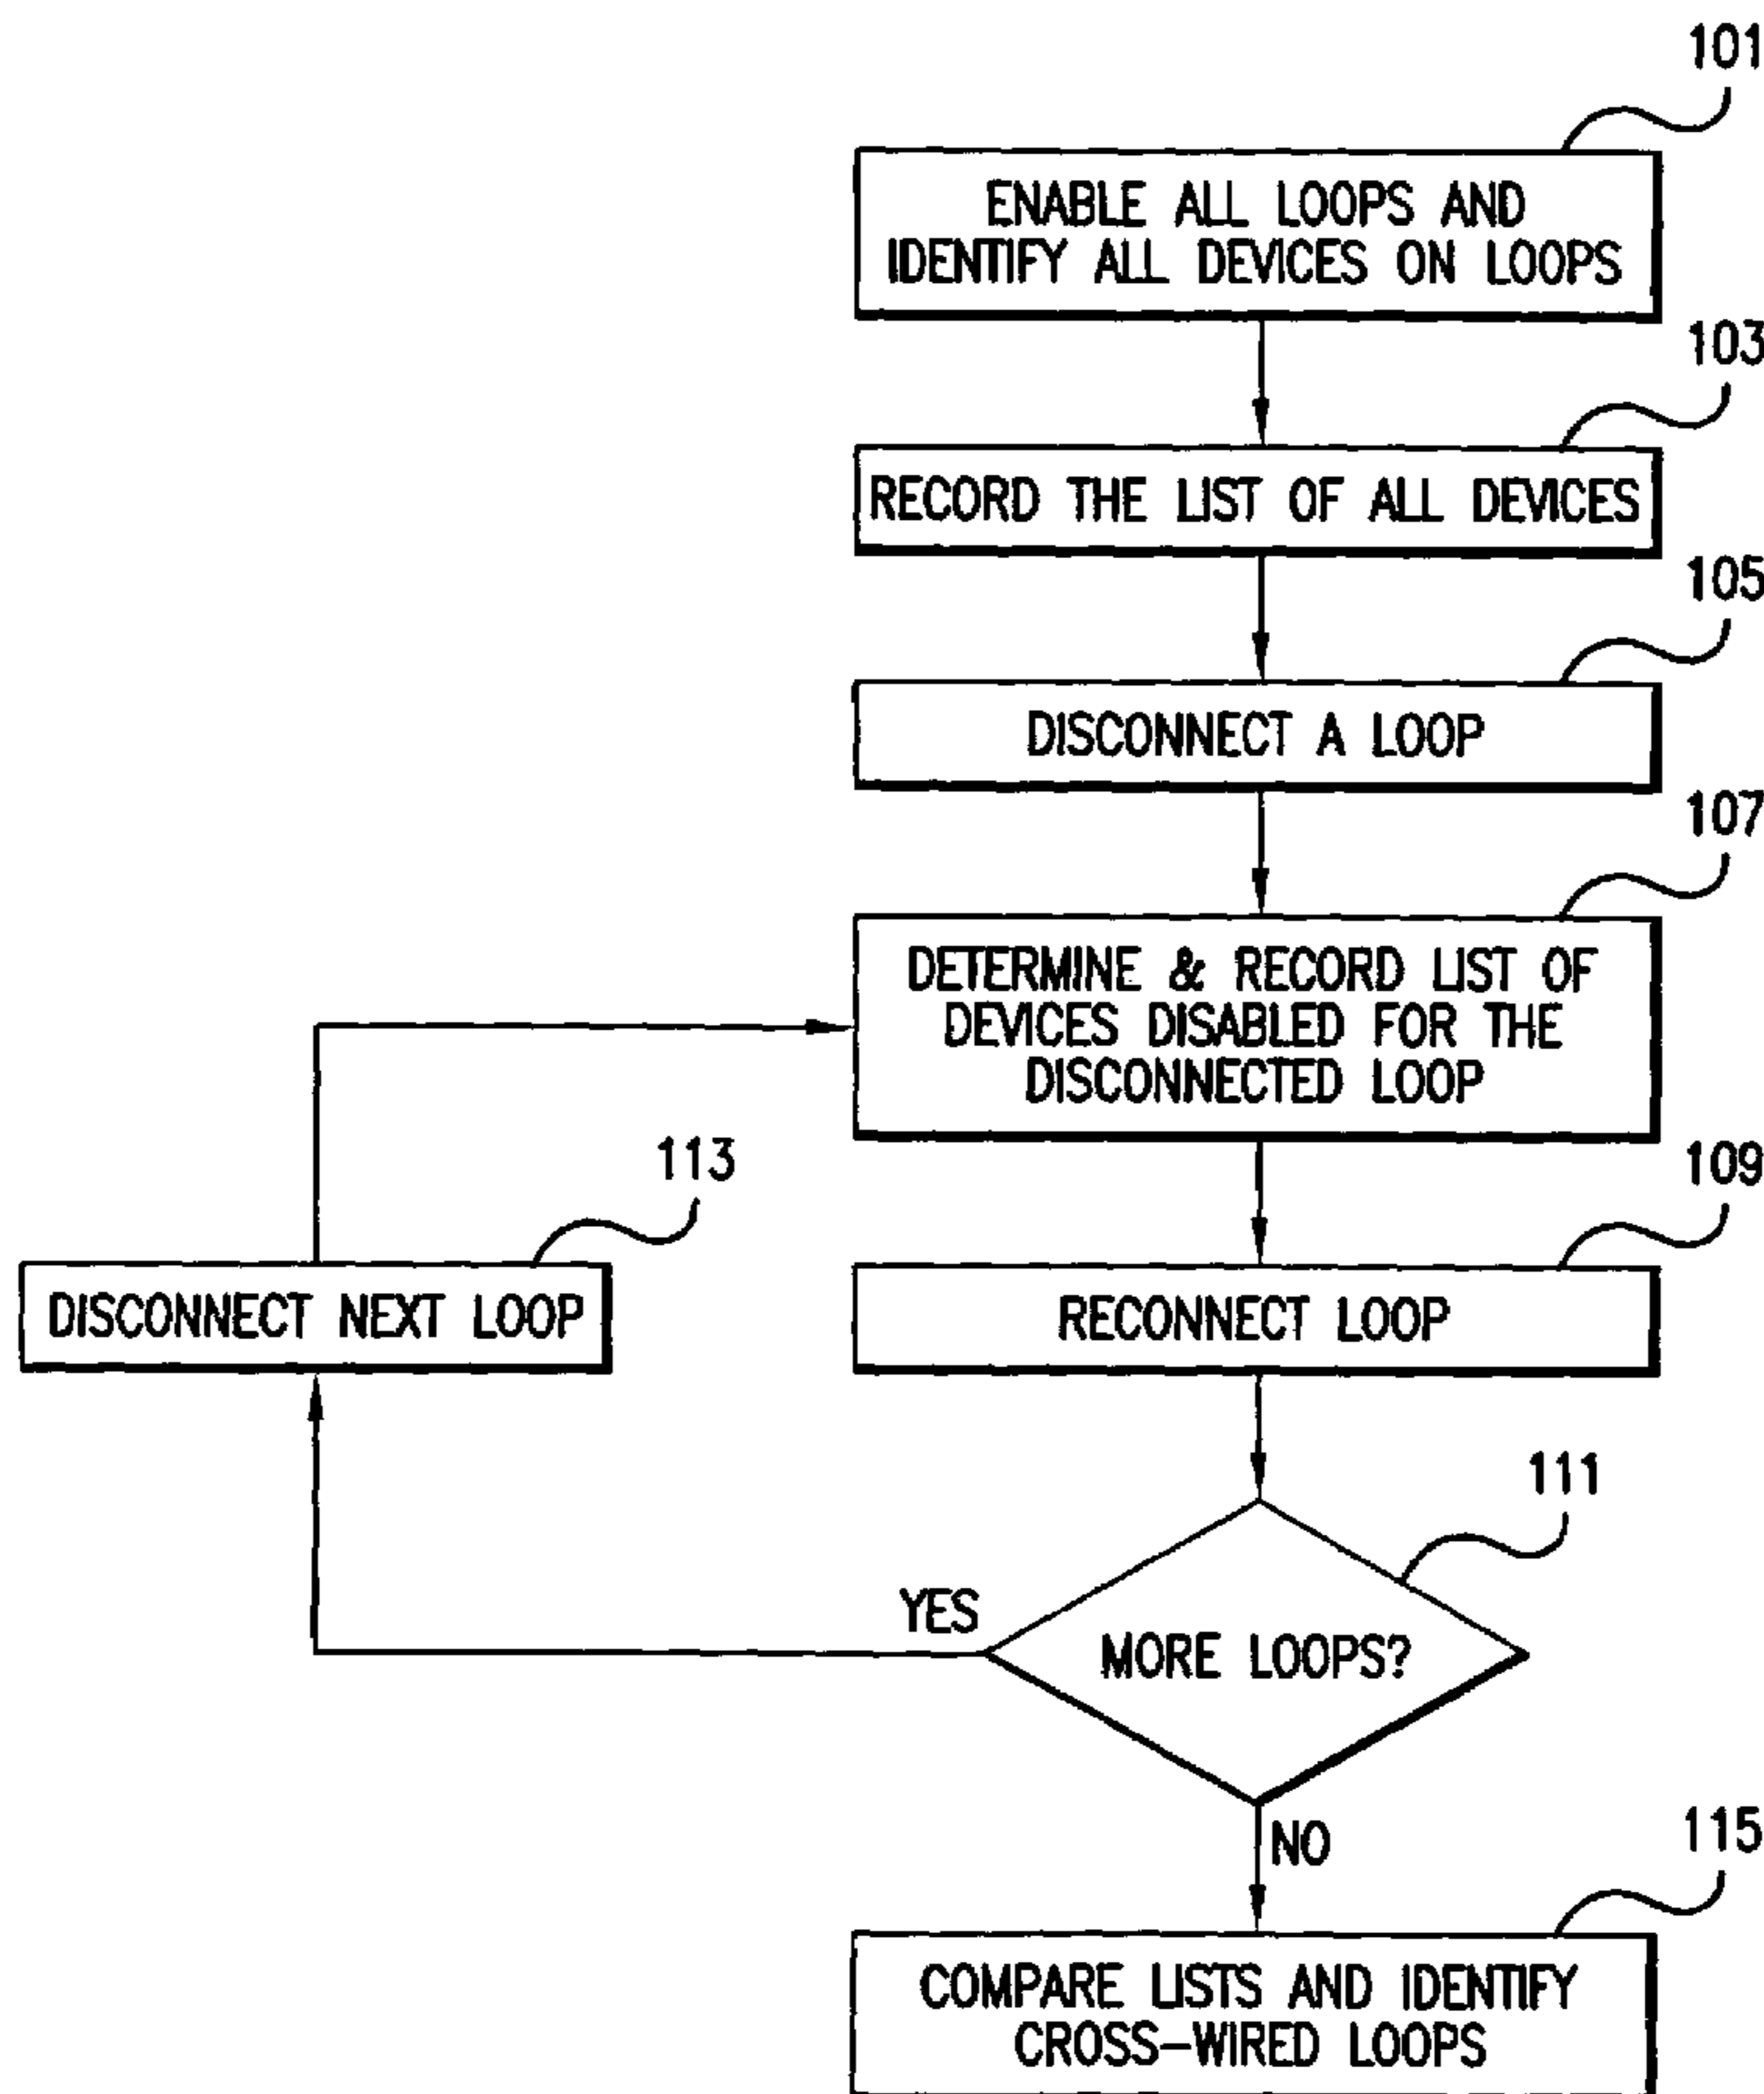 101
ENABLE ALL LOOPS AND
IDENTIFY ALL DEVICES ON LOOPS
103
RECORD THE LIST OF ALL DEVICES
105
DISCONNECT A LOOP
107
DETERMINE & RECORD LIST OF
DEVICES DISABLED FOR THE
DISCONNECTED LOOP
113
109
DISCONNECT NEXT LOOP
RECONNECT LOOP
111
YES
MORE LOOPS?
NO
115
COMPARE LISTS AND IDENTIFY
CROSS-WIRED LOOPS